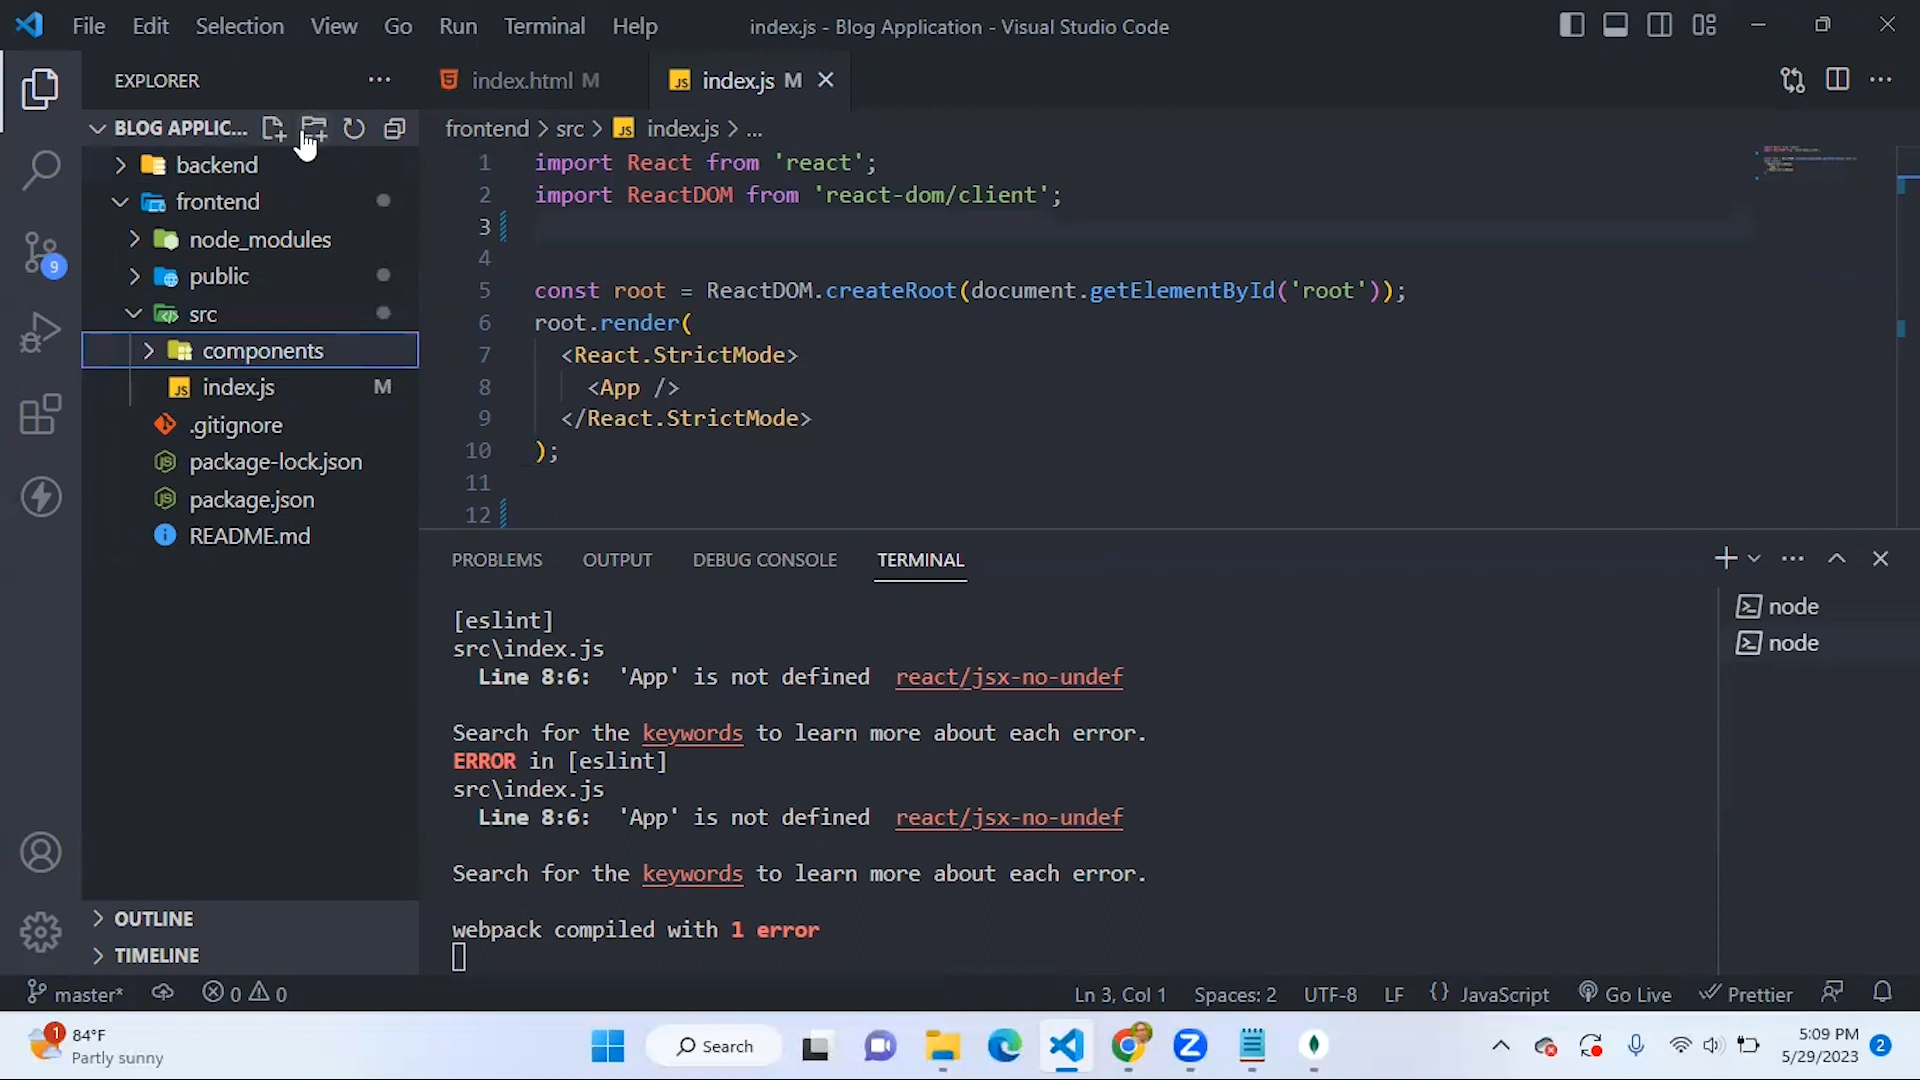 File Edit Selection View Go Run Terminal Help
index.js - Blog Application - Visual Studio Code
EXPLORER
BLOG APPLIC...
backend
frontend
node_modules
public
src
components
index.js M
.gitignore
package-lock.json
package.json
README.md
OUTLINE
TIMELINE
9
index.html M
index.js M
frontend > src > JS index.js > ...
1 import React from 'react';
2 import ReactDOM from 'react-dom/client';
3
4
5 const root = ReactDOM.createRoot(document.getElementById('root'));
6 root.render(
7 <React.StrictMode>
8 <App />
9 </React.StrictMode>
10 );
11
12
PROBLEMS OUTPUT DEBUG CONSOLE TERMINAL
[eslint]
src\index.js
Line 8:6: 'App' is not defined react/jsx-no-undef
Search for the keywords to learn more about each error.
ERROR in [eslint]
src\index.js
Line 8:6: 'App' is not defined react/jsx-no-undef
Search for the keywords to learn more about each error.
webpack compiled with 1 error
node
node
master* 0 0
Ln 3, Col 1 Spaces: 2 UTF-8 LF {} JavaScript Go Live Prettier
1
84°F
Partly sunny
Search
5:09 PM
5/29/2023
2